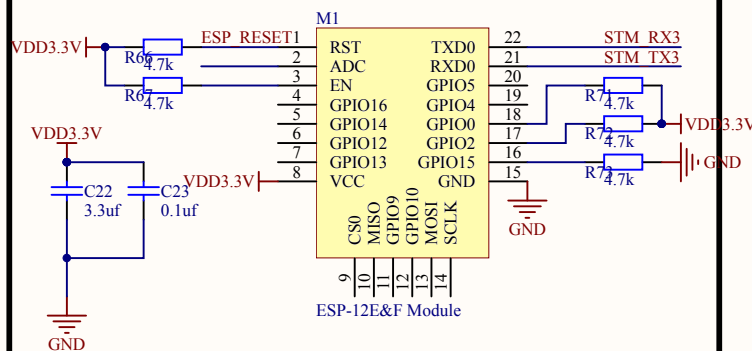 M1
VDD3.3V
R66
4.7k
ESP_RESET
1
RST
TXD0
22
STM_RX3
2
ADC
RXD0
21
STM_TX3
R67
4.7k
3
EN
GPIO5
20
4
GPIO16
GPIO4
19
R71
4.7k
5
GPIO14
GPIO0
18
VDD3.3V
6
GPIO12
GPIO2
17
R72
4.7k
7
GPIO13
GPIO15
16
R73
4.7k
GND
VDD3.3V
8
VCC
GND
15
GND
VDD3.3V
C22
3.3uf
C23
0.1uf
GND
CS0
MISO
GPIO9
GPIO10
MOSI
SCLK
9
10
11
12
13
14
ESP-12E&F Module